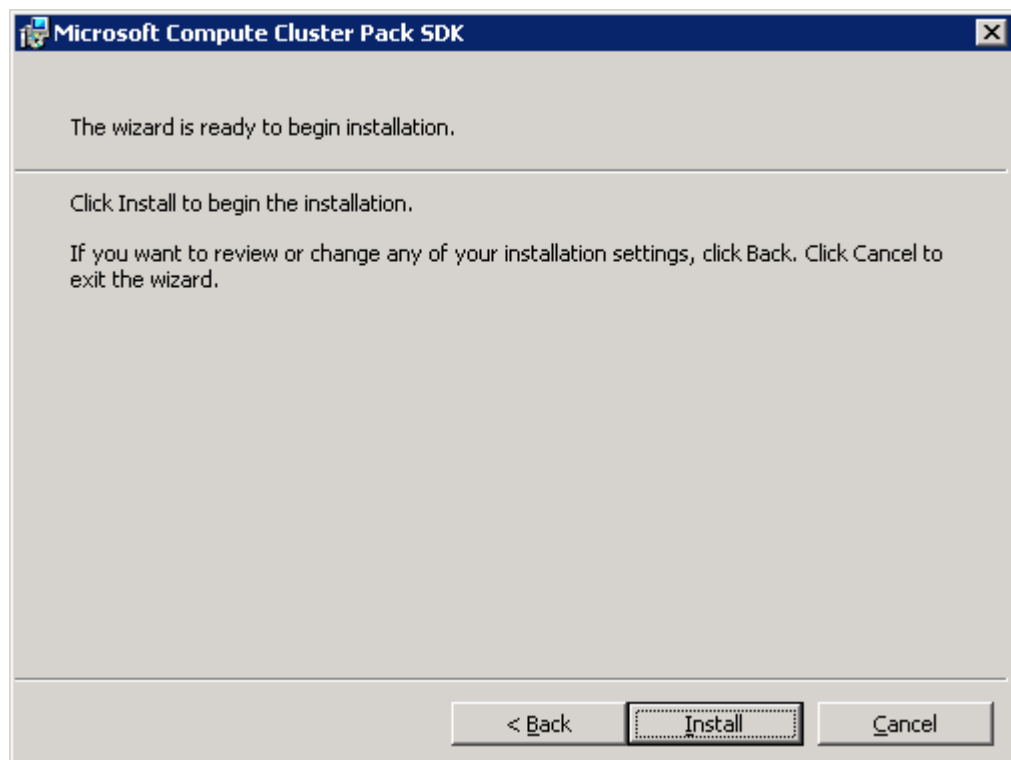 Microsoft Compute Cluster Pack SDK
The wizard is ready to begin installation.
Click Install to begin the installation.
If you want to review or change any of your installation settings, click Back. Click Cancel to
exit the wizard.
< Back Install Cancel